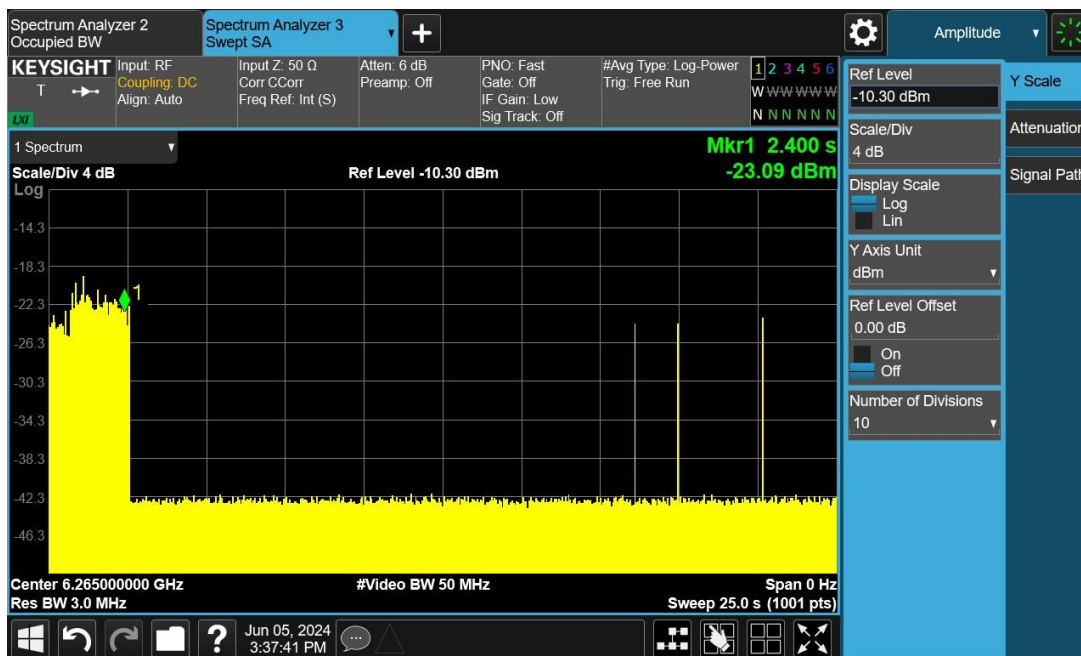 Spectrum Analyzer 2
Occupied BW
Spectrum Analyzer 3
Swept SA
+
Amplitude
KEYSIGHT
T
LXI
Input: RF
Coupling: DC
Align: Auto
Input Z: 50 Ω
Corr CCorr
Freq Ref: Int (S)
Atten: 6 dB
Preamp: Off
PNO: Fast
Gate: Off
IF Gain: Low
Sig Track: Off
#Avg Type: Log-Power
Trig: Free Run
1 2 3 4 5 6
W W W W W W
N N N N N N
1 Spectrum
Mkr1 2.400 s
Scale/Div 4 dB
Ref Level -10.30 dBm
-23.09 dBm
Log
-14.3
-18.3
1
-22.3
-26.3
-30.3
-34.3
-38.3
-42.3
-46.3
Center 6.265000000 GHz
#Video BW 50 MHz
Span 0 Hz
Res BW 3.0 MHz
Sweep 25.0 s (1001 pts)
Ref Level
-10.30 dBm
Scale/Div
4 dB
Display Scale
Log
Lin
Y Axis Unit
dBm
Ref Level Offset
0.00 dB
On
Off
Number of Divisions
10
Y Scale
Attenuation
Signal Path
?
Jun 05, 2024
3:37:41 PM